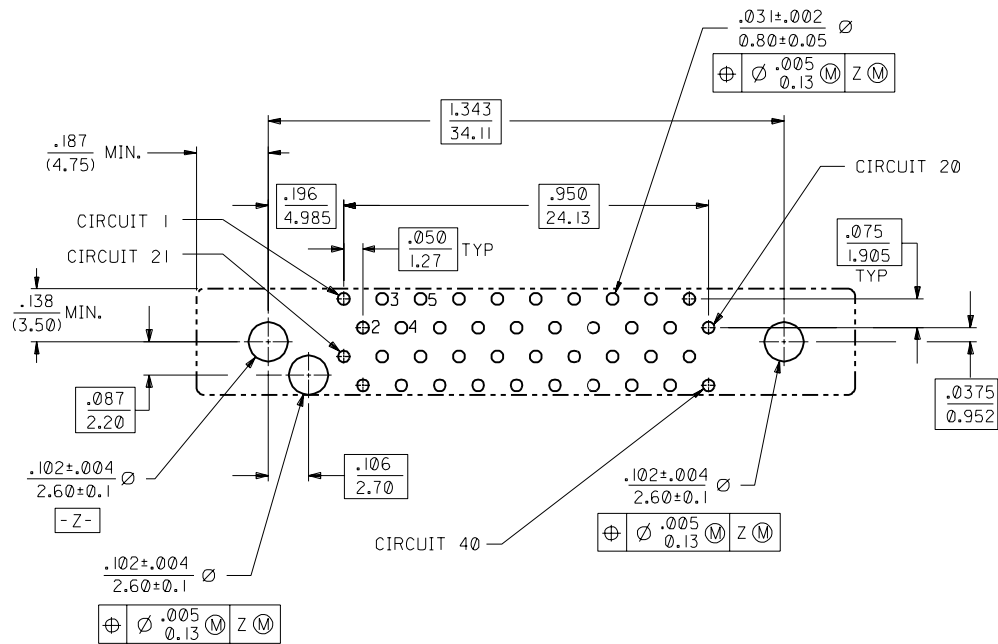 .031±.002
0.80±0.05 Ø
⌖ Ø .005 Ⓜ Z Ⓜ
0.13
1.343
34.11
.187 MIN.
(4.75)
CIRCUIT 20
.196
4.985
.950
24.13
CIRCUIT 1
.050 TYP
1.27
.075
1.905
TYP
CIRCUIT 21
.138 MIN.
(3.50)
3 5
2 4
.087
2.20
.0375
0.952
.102±.004 Ø
2.60±0.1
-Z-
.106
2.70
.102±.004 Ø
2.60±0.1
⌖ Ø .005 Ⓜ Z Ⓜ
0.13
CIRCUIT 40
.102±.004 Ø
2.60±0.1
⌖ Ø .005 Ⓜ Z Ⓜ
0.13